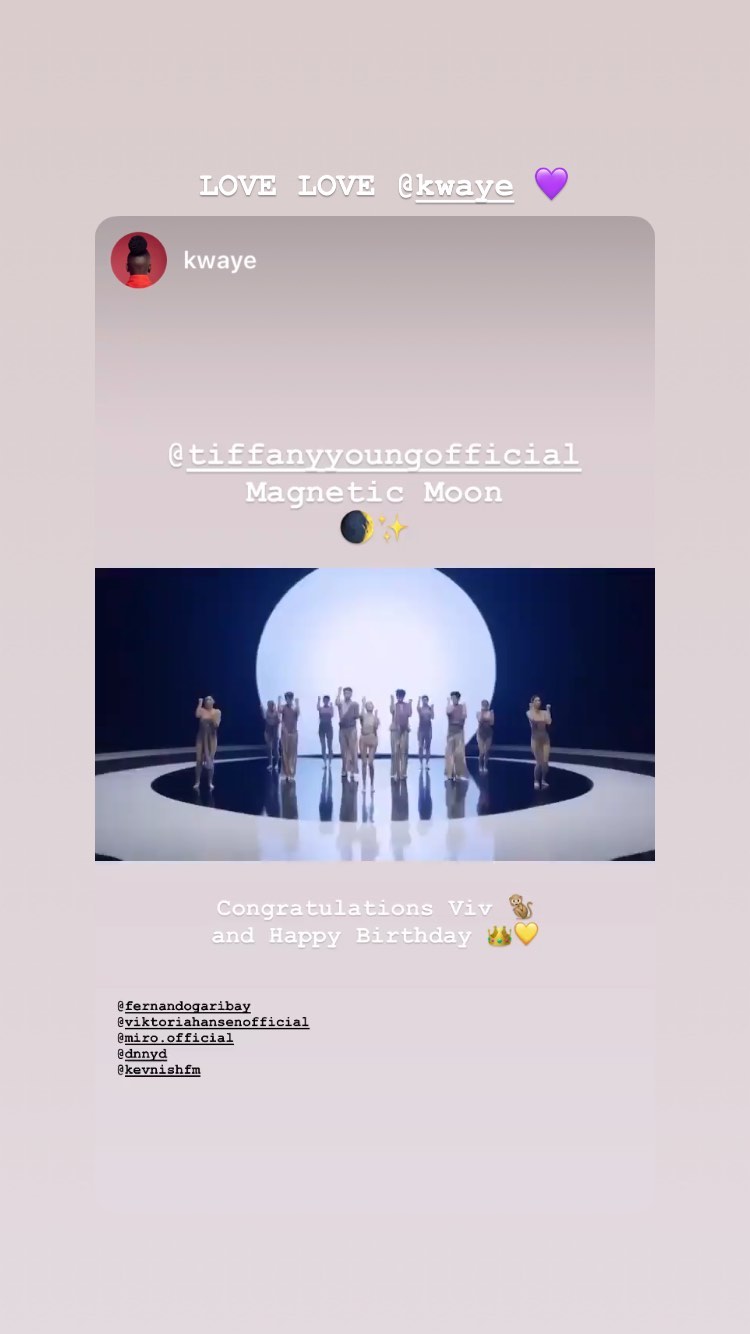 LOVE LOVE @kwaye 💜
kwaye
@tiffanyyoungofficial
Magnetic Moon
🌒✨
Congratulations Viv 🐒
and Happy Birthday 👑💛
@fernandogaribay
@viktoriahansenofficial
@miro.official
@dnnyd
@kevnishfm